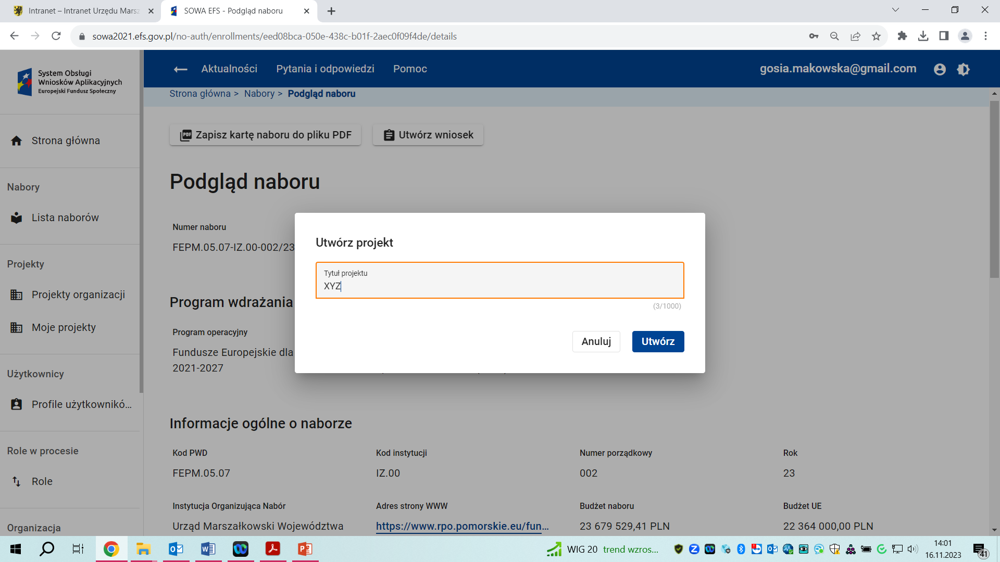 Intranet – Intranet Urzędu Marsz
SOWA EFS - Podgląd naboru
sowa2021.efs.gov.pl/no-auth/enrollments/eed08bca-050e-438c-b01f-2aec0f09f4de/details
System Obsługi
Wniosków Aplikacyjnych
Europejski Fundusz Społeczny
Aktualności
Pytania i odpowiedzi
Pomoc
gosia.makowska@gmail.com
Strona główna > Nabory > Podgląd naboru
Zapisz kartę naboru do pliku PDF
Utwórz wniosek
Strona główna
Nabory
Lista naborów
Projekty
Projekty organizacji
Moje projekty
Użytkownicy
Profile użytkownikó...
Role w procesie
Role
Organizacja
Podgląd naboru
Numer naboru
FEPM.05.07-IZ.00-002/23
Program wdrażania
Program operacyjny
Fundusze Europejskie dla
2021-2027
Utwórz projekt
Tytuł projektu
XYZ
(3/1000)
Anuluj
Utwórz
Informacje ogólne o naborze
Kod PWD
Kod instytucji
Numer porządkowy
Rok
FEPM.05.07
IZ.00
002
23
Instytucja Organizująca Nabór
Adres strony WWW
Budżet naboru
Budżet UE
Urząd Marszałkowski Województwa
https://www.rpo.pomorskie.eu/fun...
23 679 529,41 PLN
22 364 000,00 PLN
WIG 20 trend wzros...
14:01
16.11.2023
41